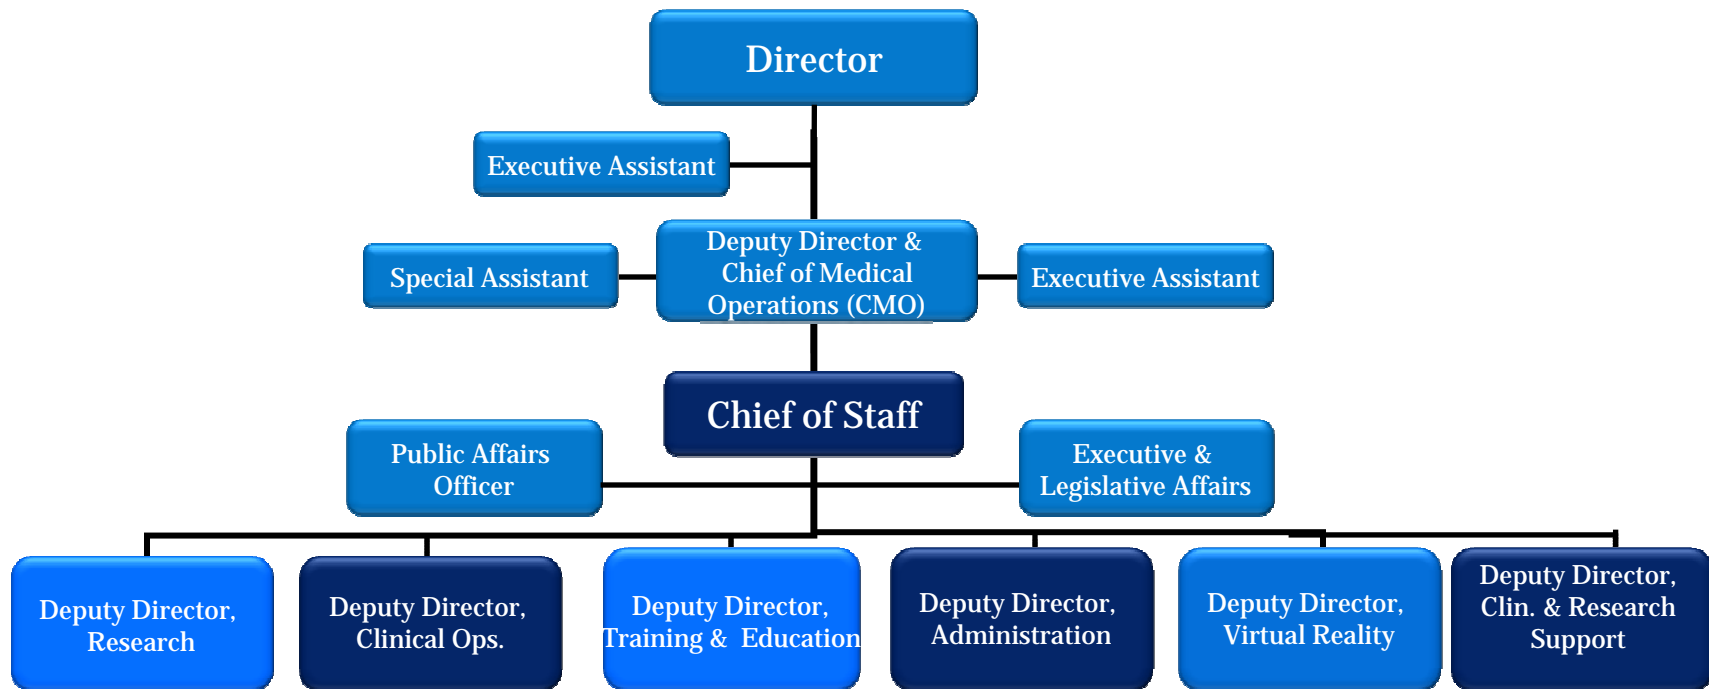 Director
Executive Assistant
Deputy Director &
Chief of Medical
Operations (CMO)
Special Assistant
Executive Assistant
Chief of Staff
Public Affairs
Officer
Executive &
Legislative Affairs
Deputy Director,
Research
Deputy Director,
Clinical Ops.
Deputy Director,
Training & Education
Deputy Director,
Administration
Deputy Director,
Virtual Reality
Deputy Director,
Clin. & Research
Support